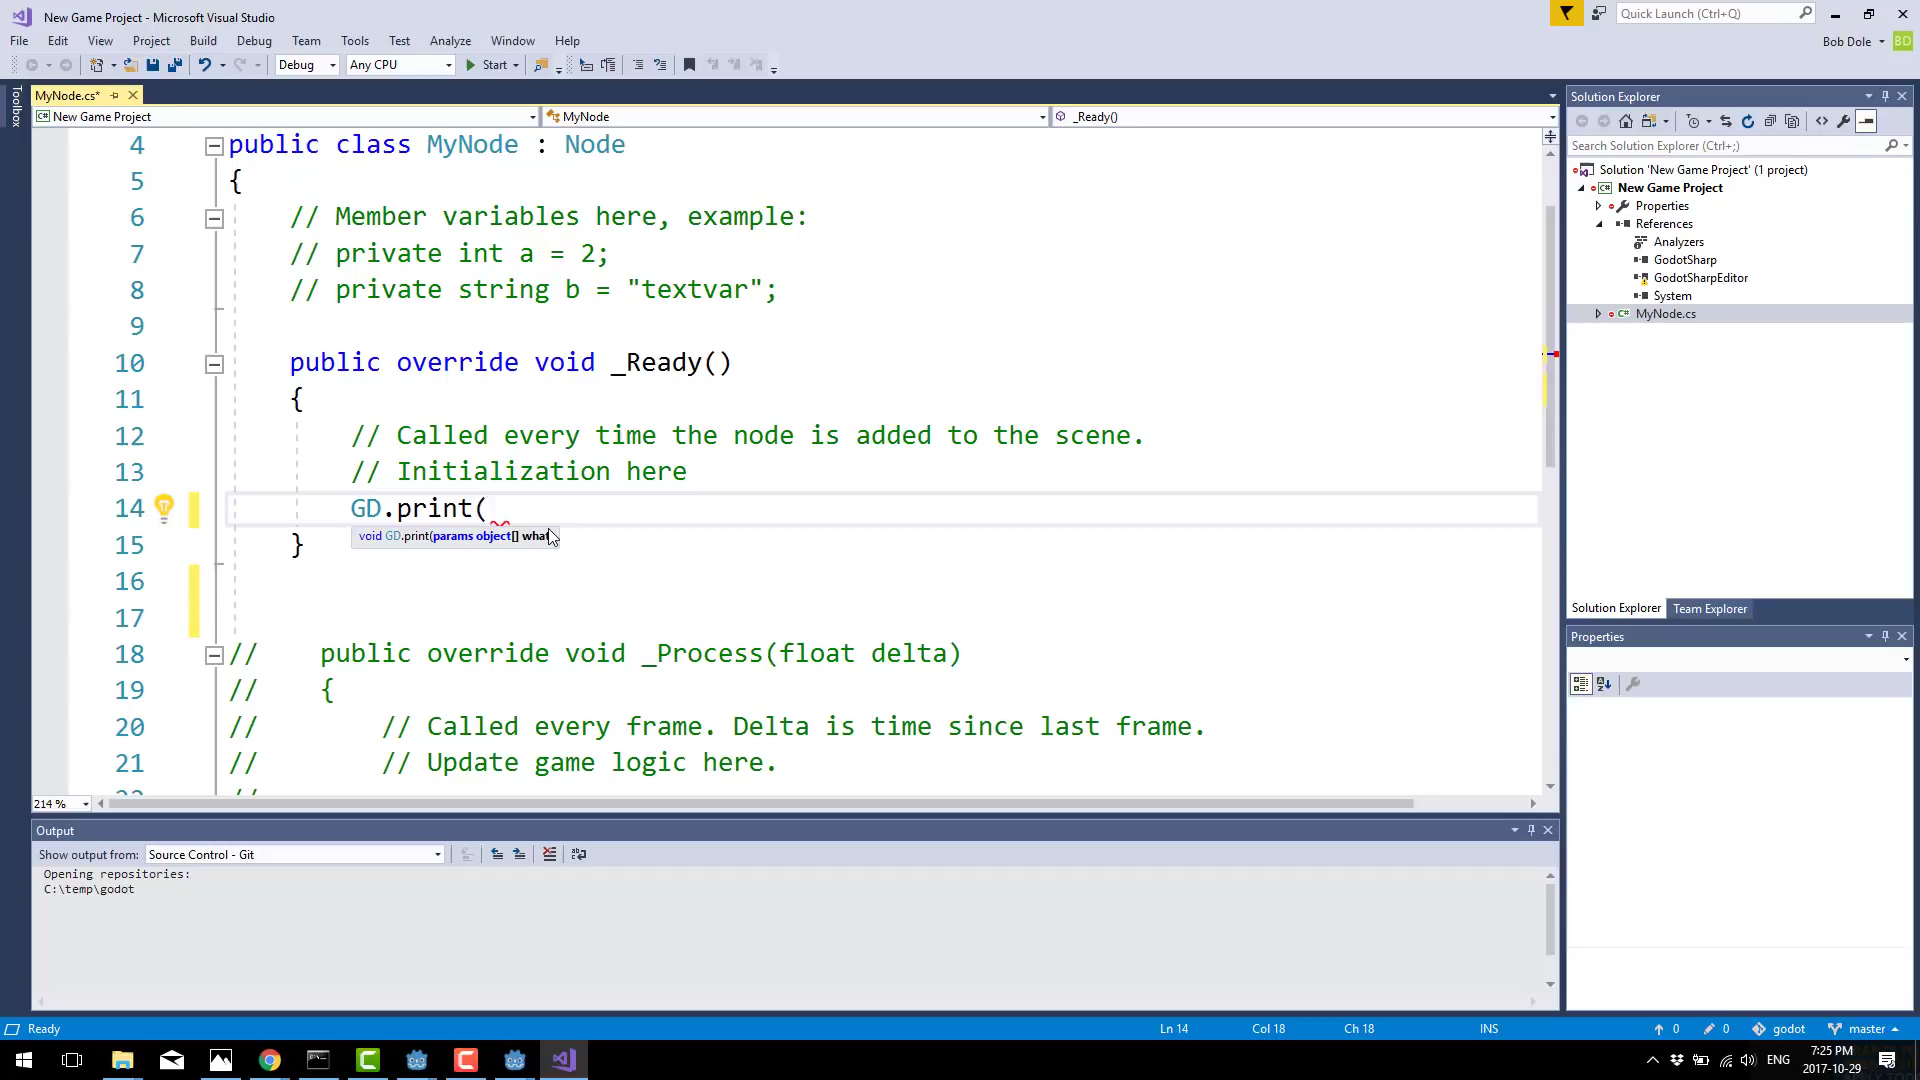 New Game Project - Microsoft Visual Studio
Quick Launch (Ctrl+Q)
File Edit View Project Build Debug Team Tools Test Analyze Window Help
Bob Dole BD
Debug Any CPU Start
Toolbox
MyNode.cs*
New Game Project MyNode _Ready()
4 public class MyNode : Node
5 {
6 // Member variables here, example:
7 // private int a = 2;
8 // private string b = "textvar";
9
10 public override void _Ready()
11 {
12 // Called every time the node is added to the scene.
13 // Initialization here
14 GD.print(
void GD.print(params object[] what
15 }
16
17
18 // public override void _Process(float delta)
19 // {
20 // // Called every frame. Delta is time since last frame.
21 // // Update game logic here.
214 %
Solution Explorer
Search Solution Explorer (Ctrl+;)
Solution 'New Game Project' (1 project)
New Game Project
Properties
References
Analyzers
GodotSharp
GodotSharpEditor
System
MyNode.cs
Solution Explorer Team Explorer
Properties
Output
Show output from: Source Control - Git
Opening repositories:
C:\temp\godot
Ready Ln 14 Col 18 Ch 18 INS 0 0 godot master
ENG 7:25 PM
2017-10-29